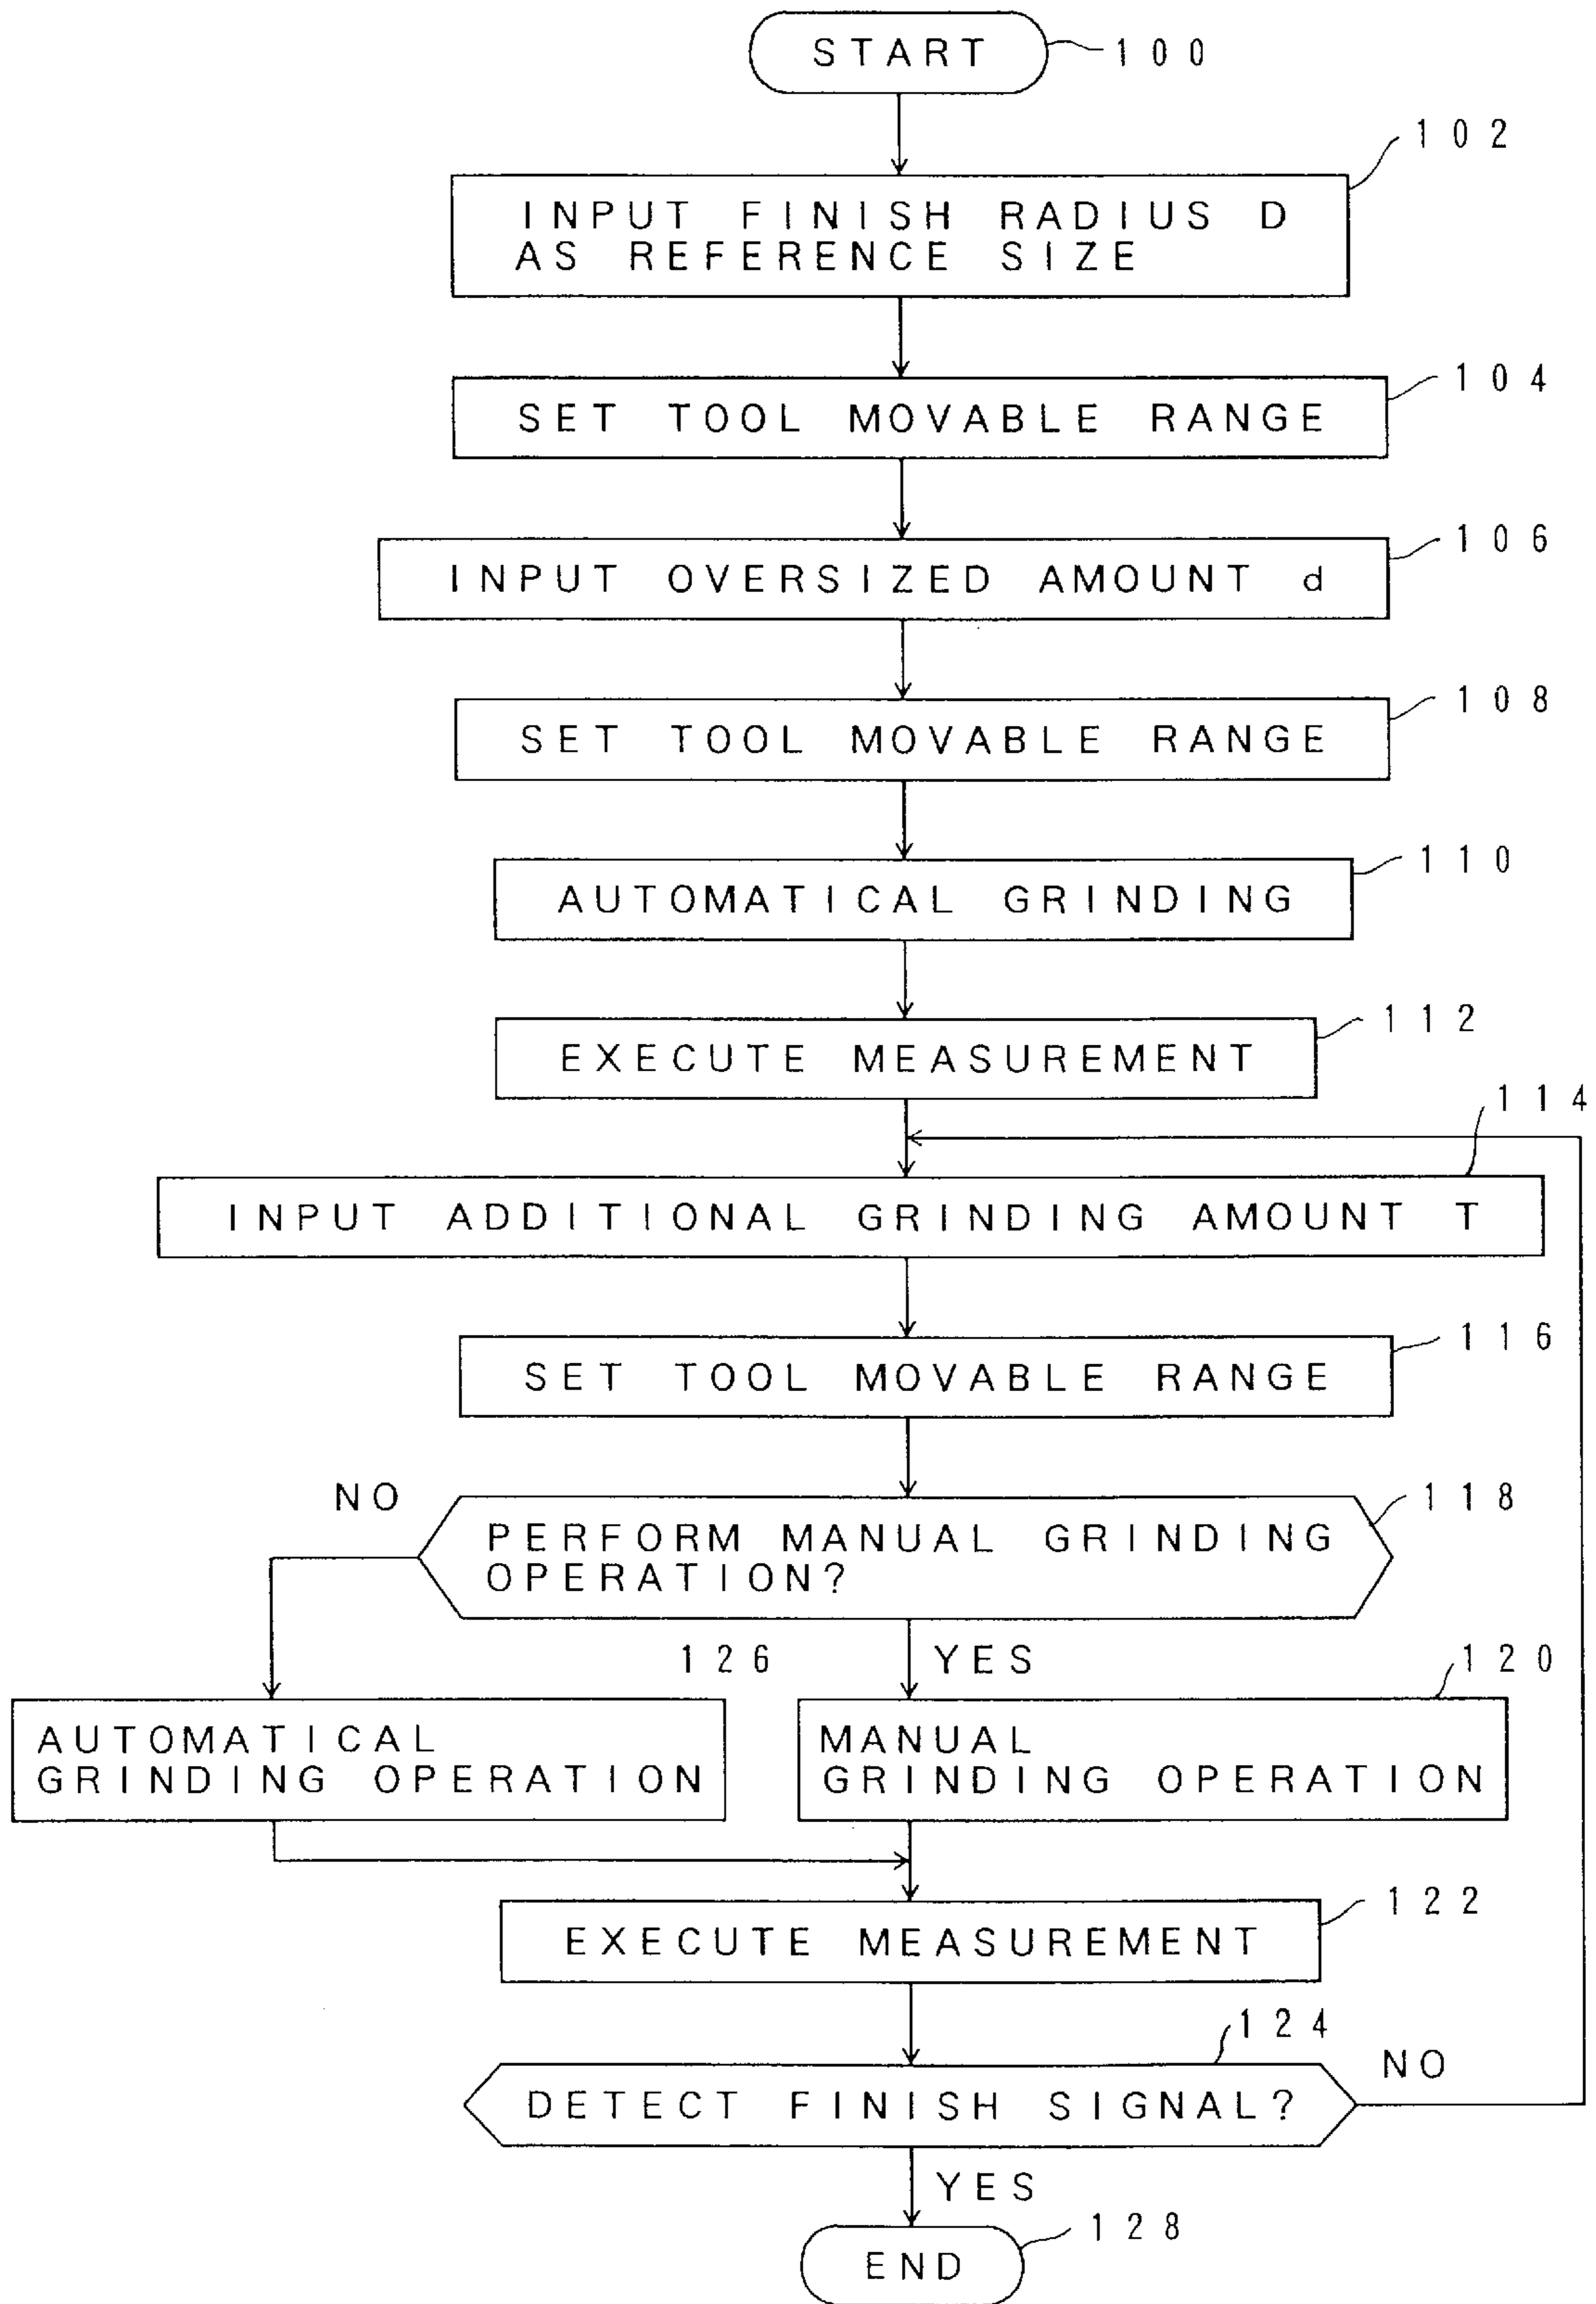 START
100
102
INPUT FINISH RADIUS D
AS REFERENCE SIZE
104
SET TOOL MOVABLE RANGE
106
INPUT OVERSIZED AMOUNT d
108
SET TOOL MOVABLE RANGE
110
AUTOMATICAL GRINDING
112
EXECUTE MEASUREMENT
114
INPUT ADDITIONAL GRINDING AMOUNT T
116
SET TOOL MOVABLE RANGE
NO
118
PERFORM MANUAL GRINDING
OPERATION?
126
YES
120
AUTOMATICAL
GRINDING OPERATION
MANUAL
GRINDING OPERATION
122
EXECUTE MEASUREMENT
124
NO
DETECT FINISH SIGNAL?
YES
128
END